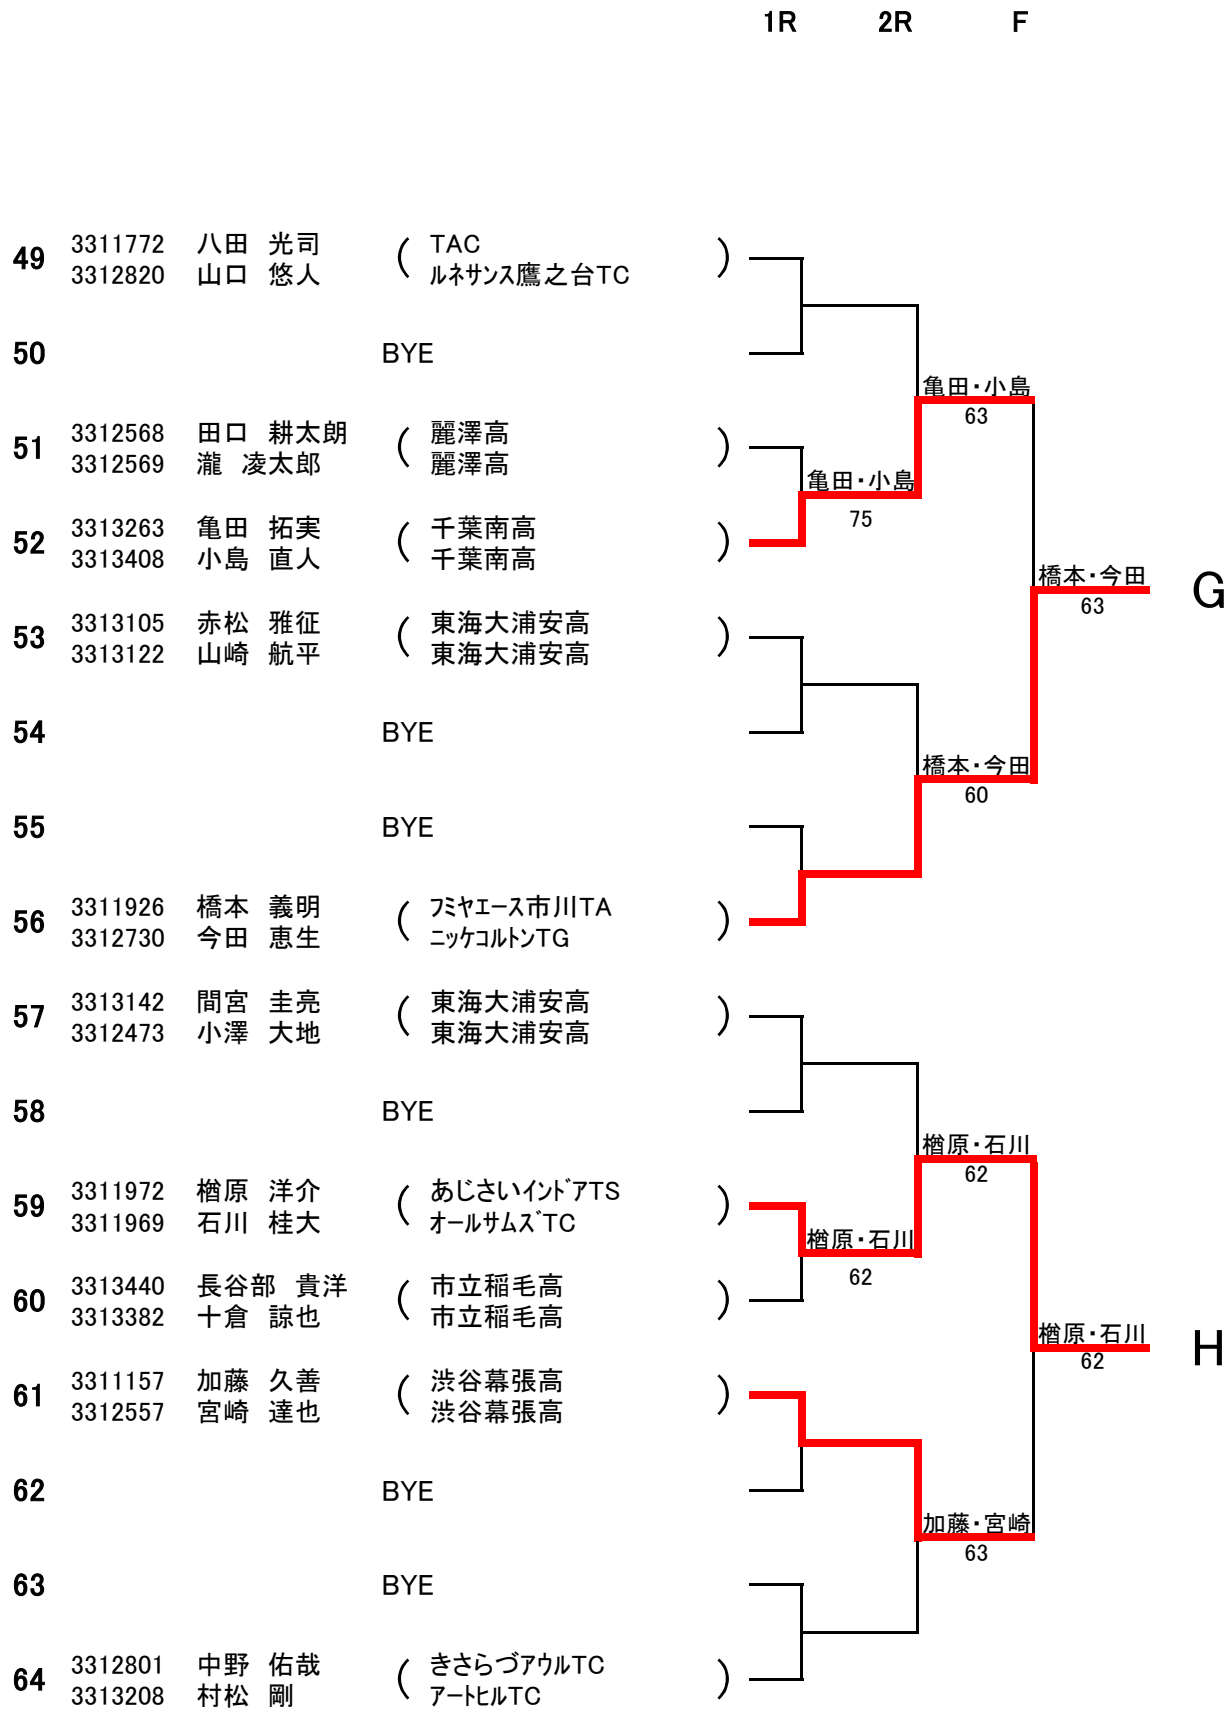 1R 2R F
49 3311772 八田 光司 ( TAC )
3312820 山口 悠人 ルネサンス鷹之台TC
50 BYE
亀田・小島
63
51 3312568 田口 耕太朗 ( 麗澤高 )
3312569 瀧 凌太郎 麗澤高
亀田・小島
75
52 3313263 亀田 拓実 ( 千葉南高 )
3313408 小島 直人 千葉南高
橋本・今田
63
G
53 3313105 赤松 雅征 ( 東海大浦安高 )
3313122 山崎 航平 東海大浦安高
54 BYE
橋本・今田
60
55 BYE
56 3311926 橋本 義明 ( フミヤエース市川TA )
3312730 今田 恵生 ニッケコルトンTG
57 3313142 間宮 圭亮 ( 東海大浦安高 )
3312473 小澤 大地 東海大浦安高
58 BYE
楢原・石川
62
59 3311972 楢原 洋介 ( あじさいインドアTS )
3311969 石川 桂大 オールサムズTC
楢原・石川
62
60 3313440 長谷部 貴洋 ( 市立稲毛高 )
3313382 十倉 諒也 市立稲毛高
楢原・石川
62
H
61 3311157 加藤 久善 ( 渋谷幕張高 )
3312557 宮崎 達也 渋谷幕張高
62 BYE
加藤・宮崎
63
63 BYE
64 3312801 中野 佑哉 ( きさらづアウルTC )
3313208 村松 剛 アートヒルTC